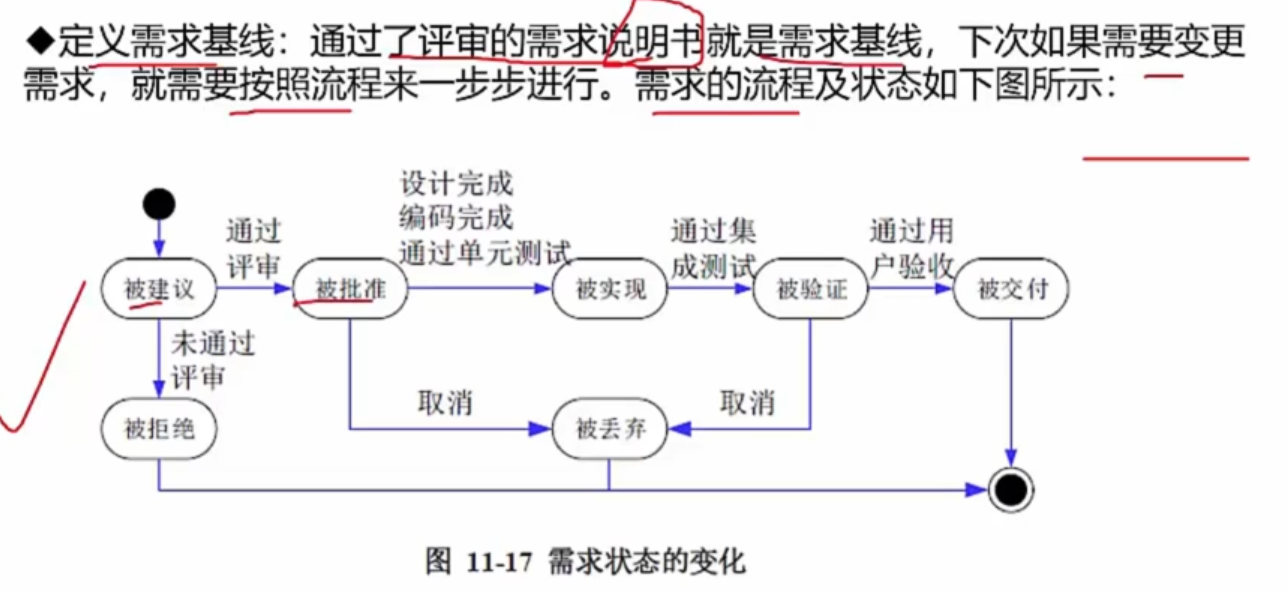 ◆定义需求基线：通过了评审的需求说明书就是需求基线，下次如果需要变更
需求，就需要按照流程来一步步进行。需求的流程及状态如下图所示：
设计完成
编码完成
通过单元测试
通过
评审
通过集
成测试
通过用
户验收
被建议
被批准
被实现
被验证
被交付
未通过
评审
取消
取消
被拒绝
被丢弃
图 11-17 需求状态的变化